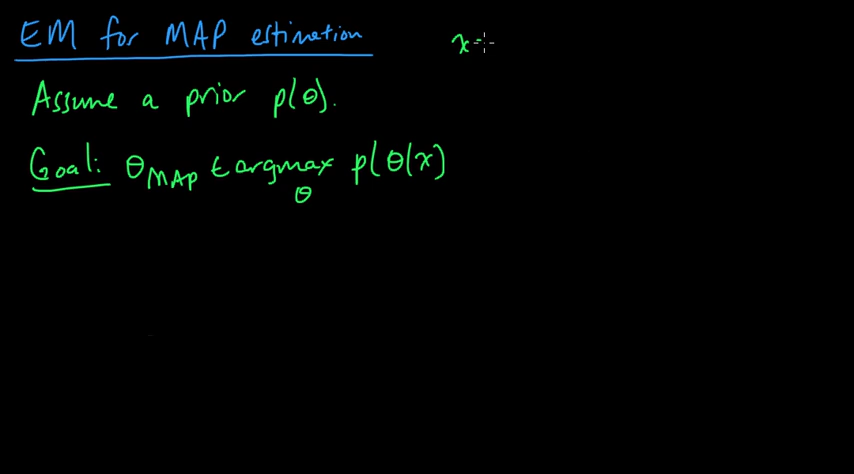 EM for MAP estimation
x=
Assume a prior p(θ).
Goal: θ_MAP ∈ argmax_θ p(θ|x)